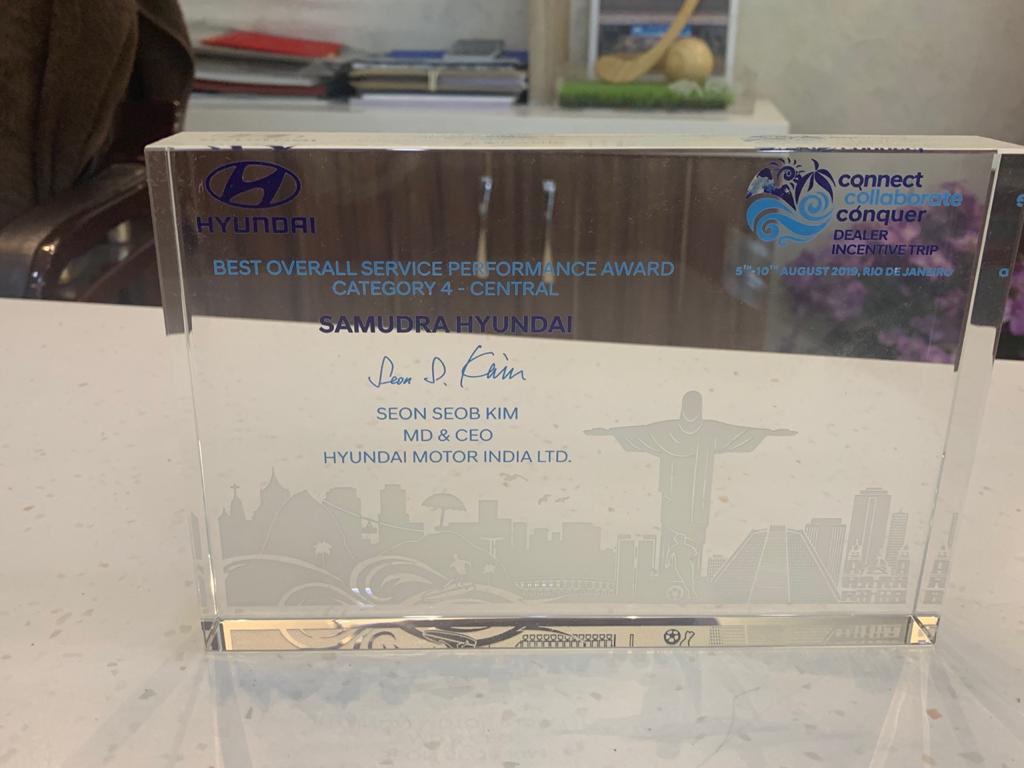 HYUNDAI
connect
collaborate
conquer
DEALER
INCENTIVE TRIP
5TH-10TH AUGUST 2019, RIO DE JANEIRO
BEST OVERALL SERVICE PERFORMANCE AWARD
CATEGORY 4 - CENTRAL
SAMUDRA HYUNDAI
Seon S. Kim
SEON SEOB KIM
MD & CEO
HYUNDAI MOTOR INDIA LTD.